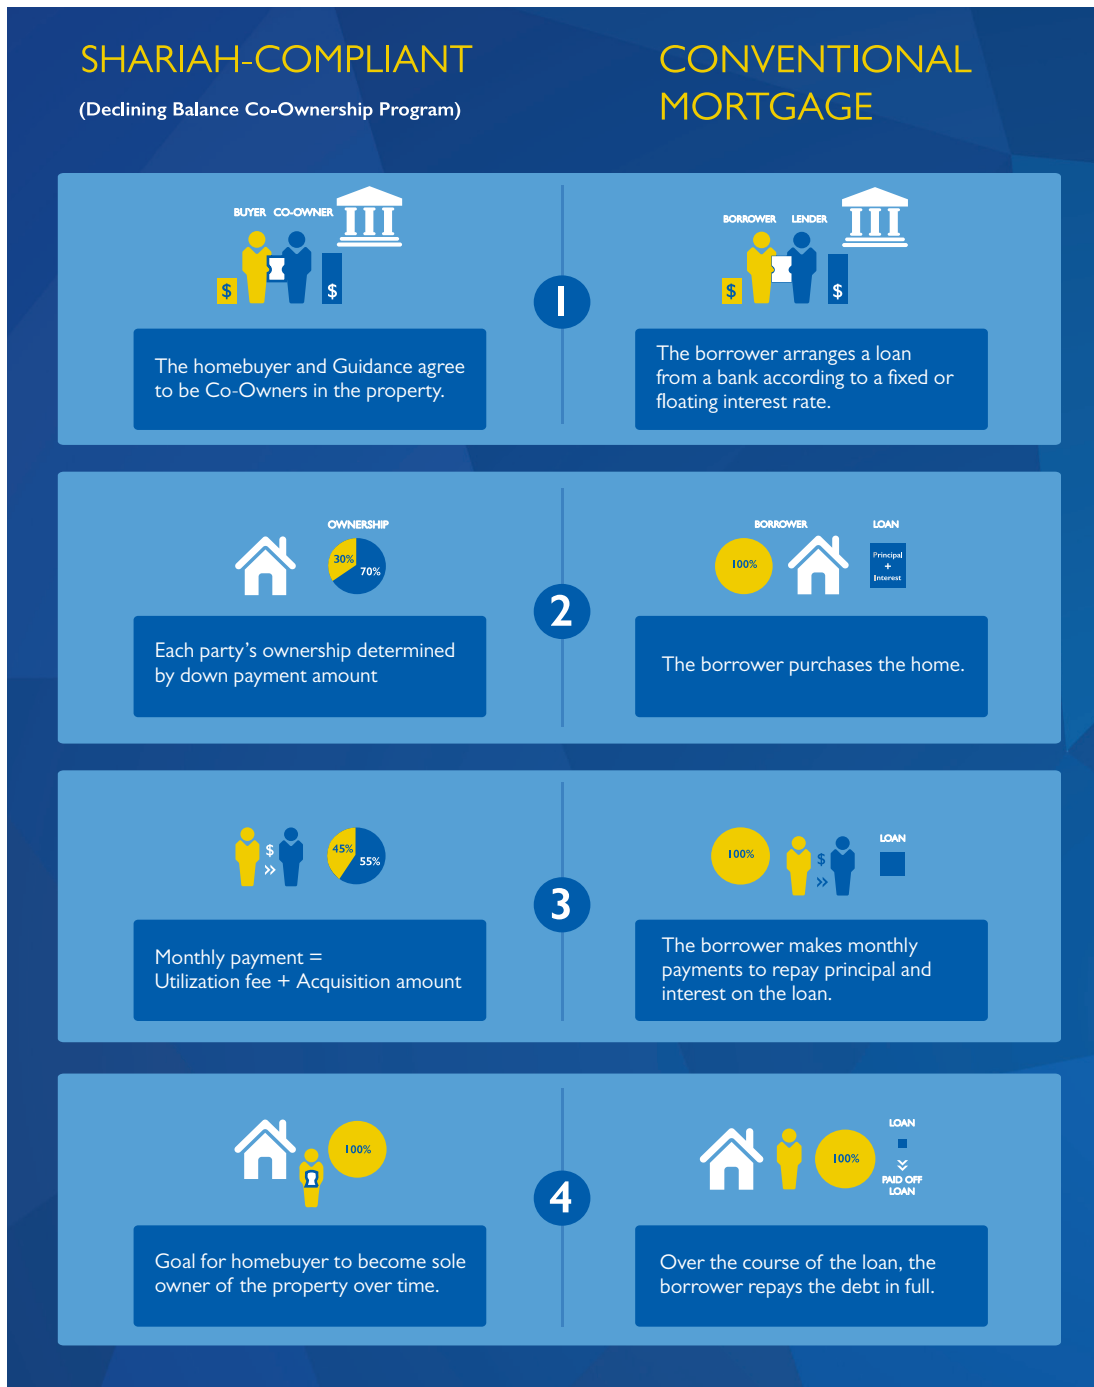 SHARIAH-COMPLIANT
(Declining Balance Co-Ownership Program)
CONVENTIONAL
MORTGAGE
BUYER CO-OWNER
$ $
The homebuyer and Guidance agree
to be Co-Owners in the property.
1
BORROWER LENDER
$ $
The borrower arranges a loan
from a bank according to a fixed or
floating interest rate.
OWNERSHIP
30%
70%
Each party's ownership determined
by down payment amount
2
BORROWER LOAN
100%
Principal
+
Interest
The borrower purchases the home.
$
»
45%
55%
Monthly payment =
Utilization fee + Acquisition amount
3
100%
$
»
LOAN
The borrower makes monthly
payments to repay principal and
interest on the loan.
100%
Goal for homebuyer to become sole
owner of the property over time.
4
100%
LOAN
PAID OFF
LOAN
Over the course of the loan, the
borrower repays the debt in full.